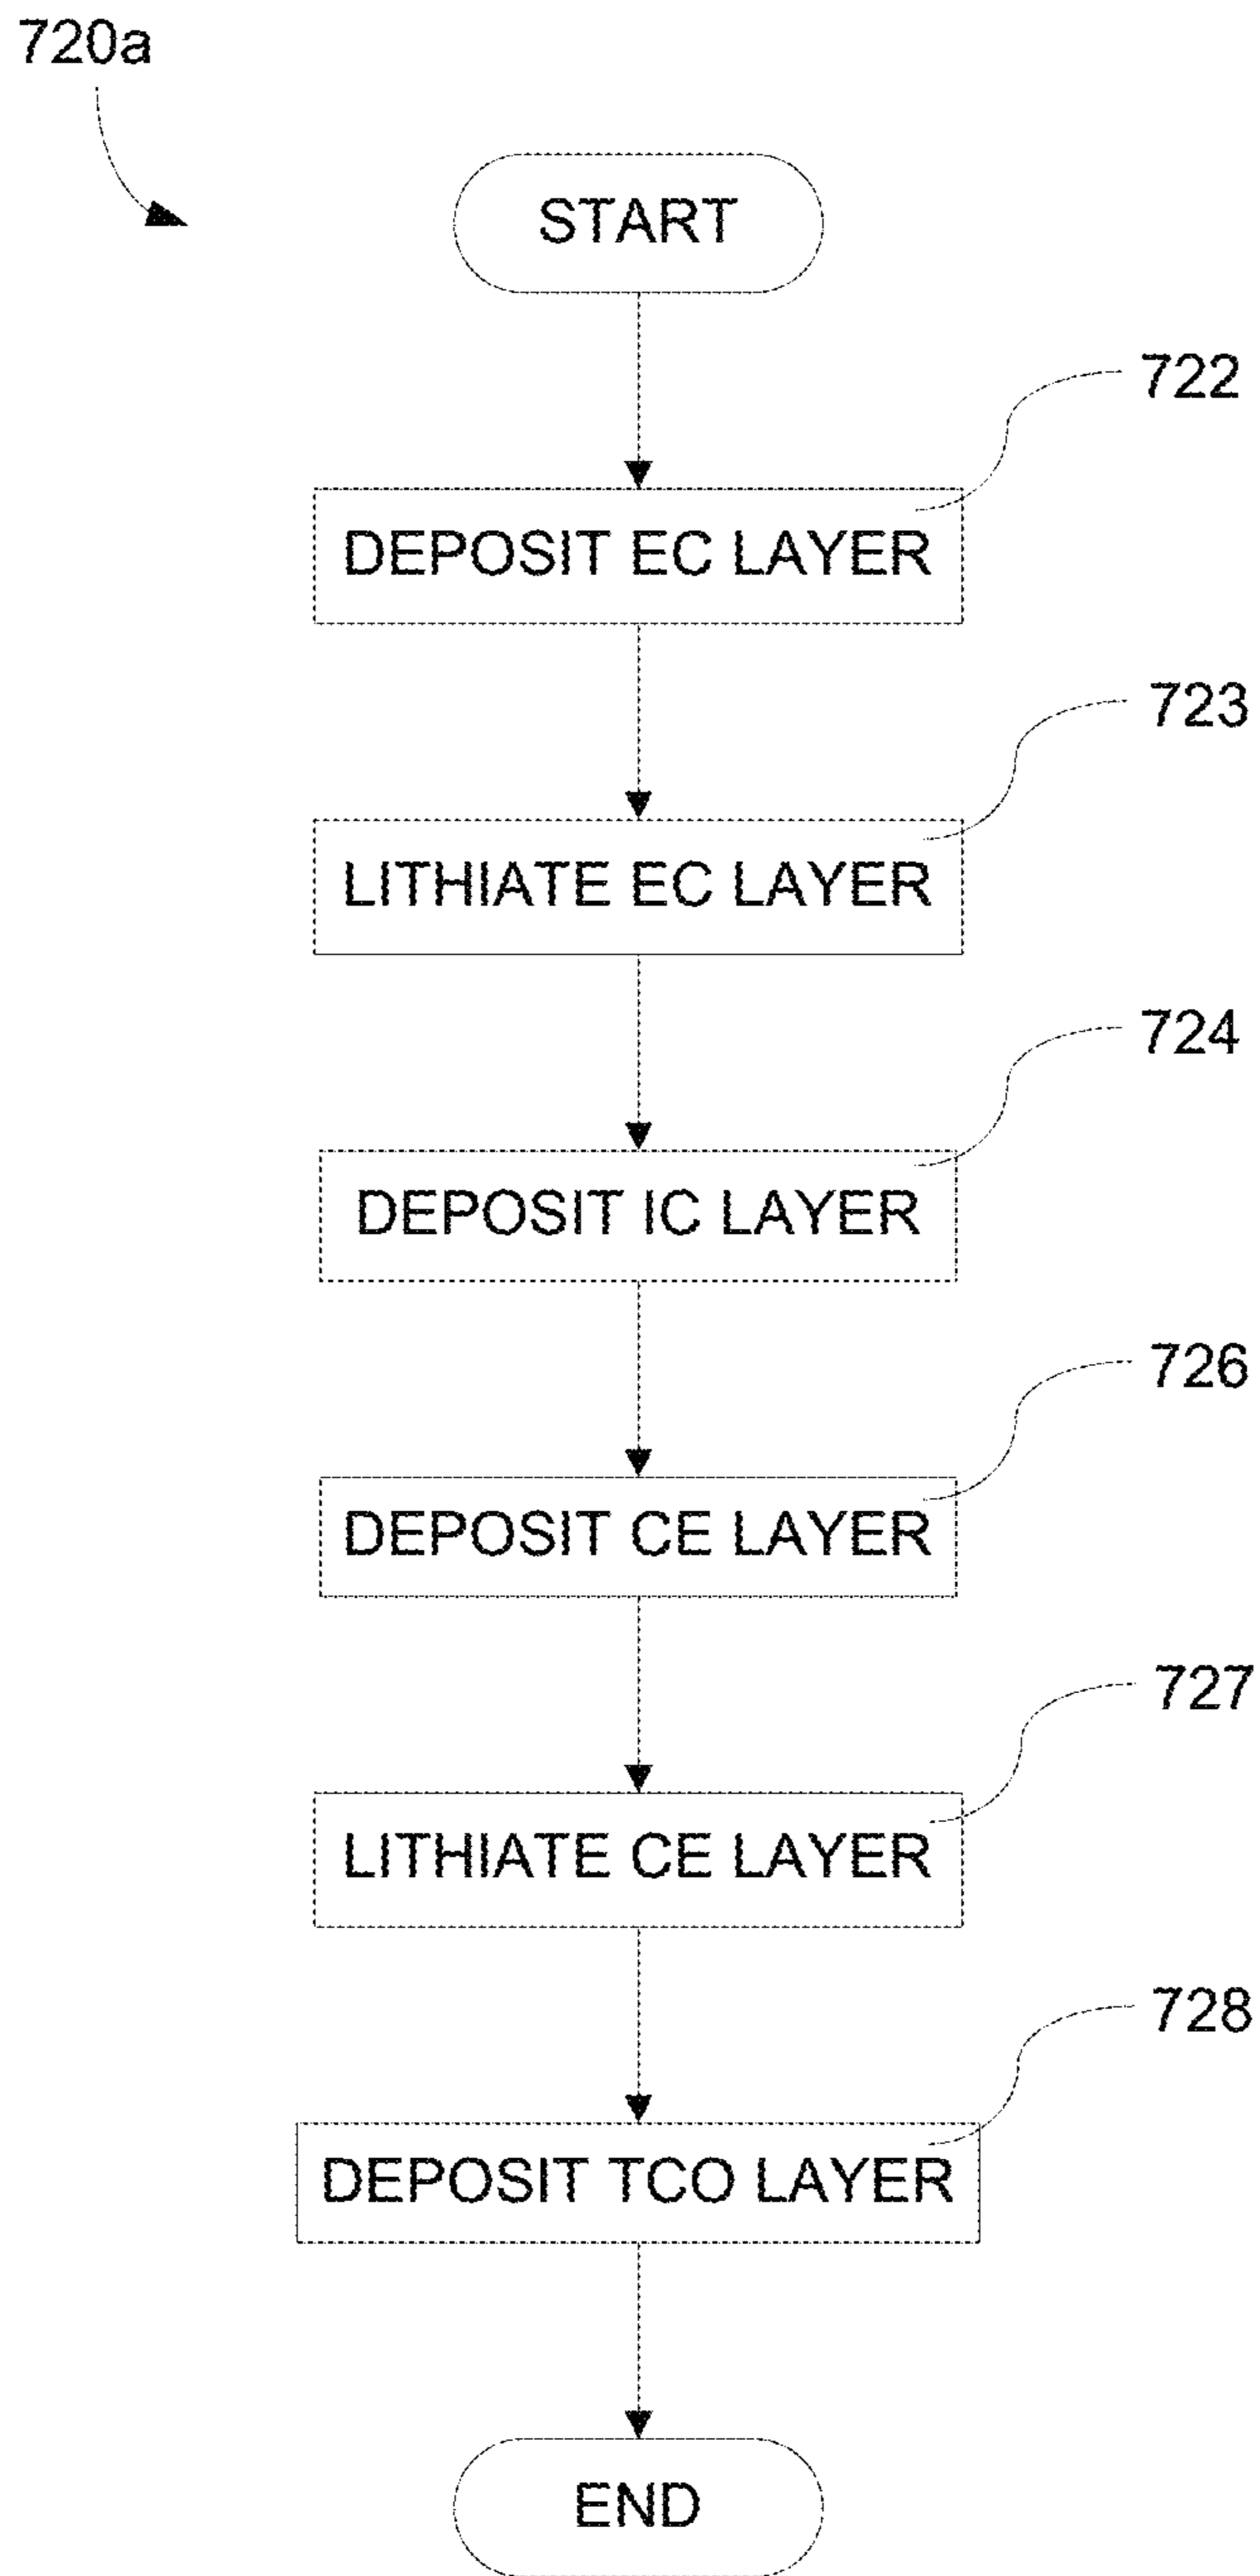 720a
START
722
DEPOSIT EC LAYER
723
LITHIATE EC LAYER
724
DEPOSIT IC LAYER
726
DEPOSIT CE LAYER
727
LITHIATE CE LAYER
728
DEPOSIT TCO LAYER
END